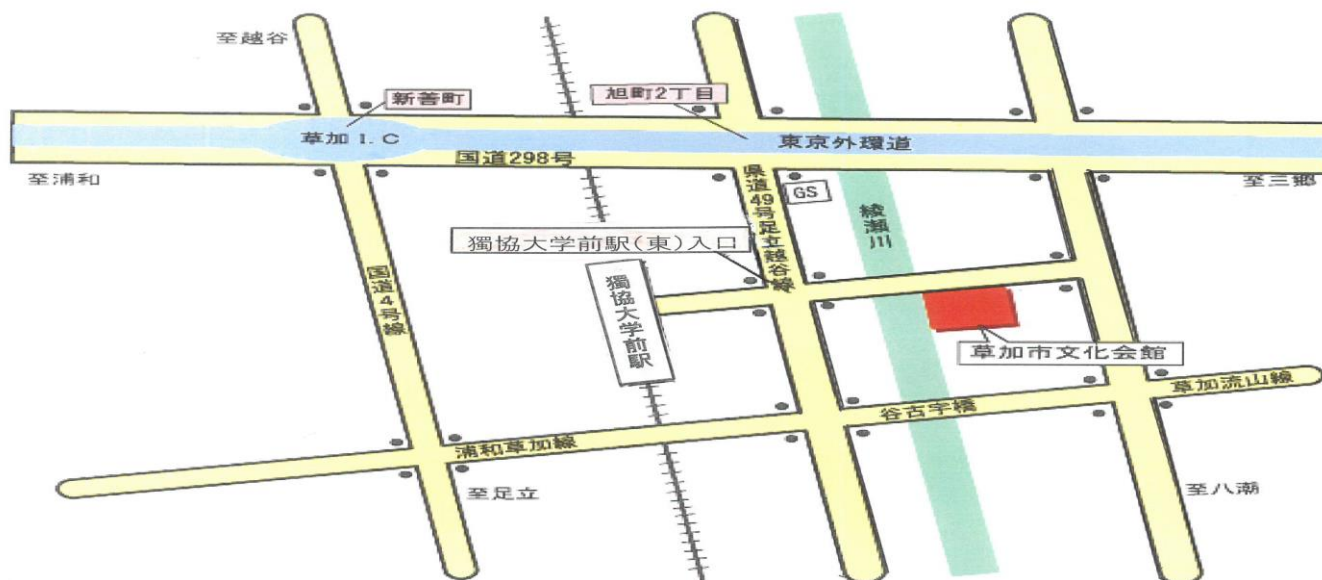 至越谷
新善町
旭町2丁目
草加 I. C
東京外環道
国道298号
至浦和
至三郷
県道49号足立越谷線
GS
綾瀬川
獨協大学前駅(東)入口
国道4号線
獨協大学前駅
草加市文化会館
草加流山線
谷古宇橋
浦和草加線
至足立
至八潮